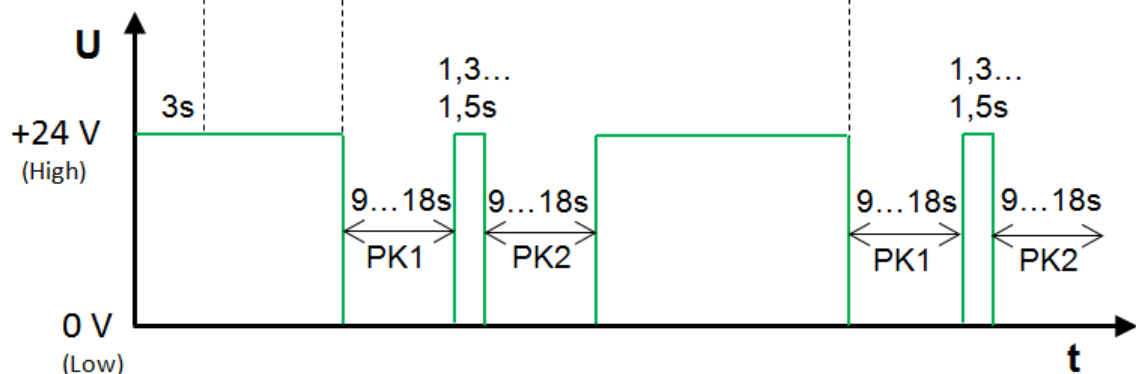 U
3s
1,3...
1,5s
1,3...
1,5s
+24 V
(High)
9...18s
PK1
9...18s
PK2
9...18s
PK1
9...18s
PK2
0 V
(Low)
t